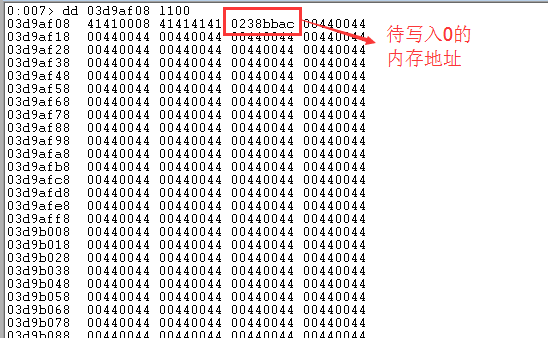 0:007> dd 03d9af08 l100
03d9af08  41410008 41414141 0238bbac 00440044
03d9af18  00440044 00440044 00440044 00440044
03d9af28  00440044 00440044 00440044 00440044
03d9af38  00440044 00440044 00440044 00440044
03d9af48  00440044 00440044 00440044 00440044
03d9af58  00440044 00440044 00440044 00440044
03d9af68  00440044 00440044 00440044 00440044
03d9af78  00440044 00440044 00440044 00440044
03d9af88  00440044 00440044 00440044 00440044
03d9af98  00440044 00440044 00440044 00440044
03d9afa8  00440044 00440044 00440044 00440044
03d9afb8  00440044 00440044 00440044 00440044
03d9afc8  00440044 00440044 00440044 00440044
03d9afd8  00440044 00440044 00440044 00440044
03d9afe8  00440044 00440044 00440044 00440044
03d9aff8  00440044 00440044 00440044 00440044
03d9b008  00440044 00440044 00440044 00440044
03d9b018  00440044 00440044 00440044 00440044
03d9b028  00440044 00440044 00440044 00440044
03d9b038  00440044 00440044 00440044 00440044
03d9b048  00440044 00440044 00440044 00440044
03d9b058  00440044 00440044 00440044 00440044
03d9b068  00440044 00440044 00440044 00440044
03d9b078  00440044 00440044 00440044 00440044
03d9b088  00440044 00440044 00440044 00440044
待写入0的
内存地址